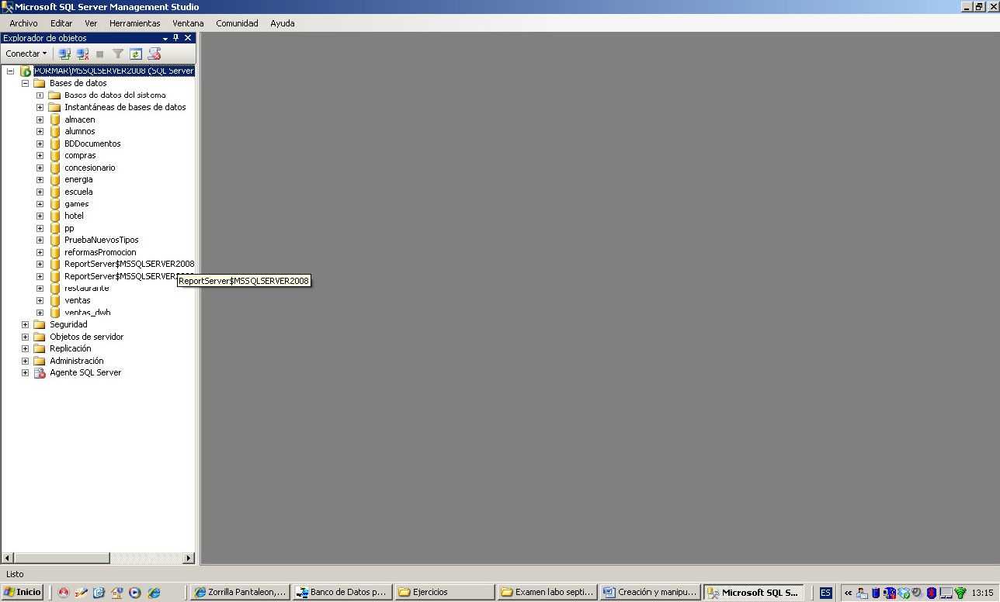 Microsoft SQL Server Management Studio
Archivo Editar Ver Herramientas Ventana Comunidad Ayuda
Explorador de objetos
Conectar
PORMAR\MSSQLSERVER2008 (SQL Server
Bases de datos
Bases de datos del sistema
Instantáneas de bases de datos
almacen
alumnos
BDDocumentos
compras
concesionario
energia
escuela
games
hotel
pp
PruebaNuevosTipos
reformasPromocion
ReportServer$MSSQLSERVER2008
ReportServer$MSSQLSERVER2008
ReportServer$MSSQLSERVER2008
restaurante
ventas
ventas_dwh
Seguridad
Objetos de servidor
Replicación
Administración
Agente SQL Server
Listo
Inicio Zorrilla Pantaleon,... Banco de Datos p... Ejercicios Examen labo septi... Creación y manipu... Microsoft SQL S... ES « 13:15